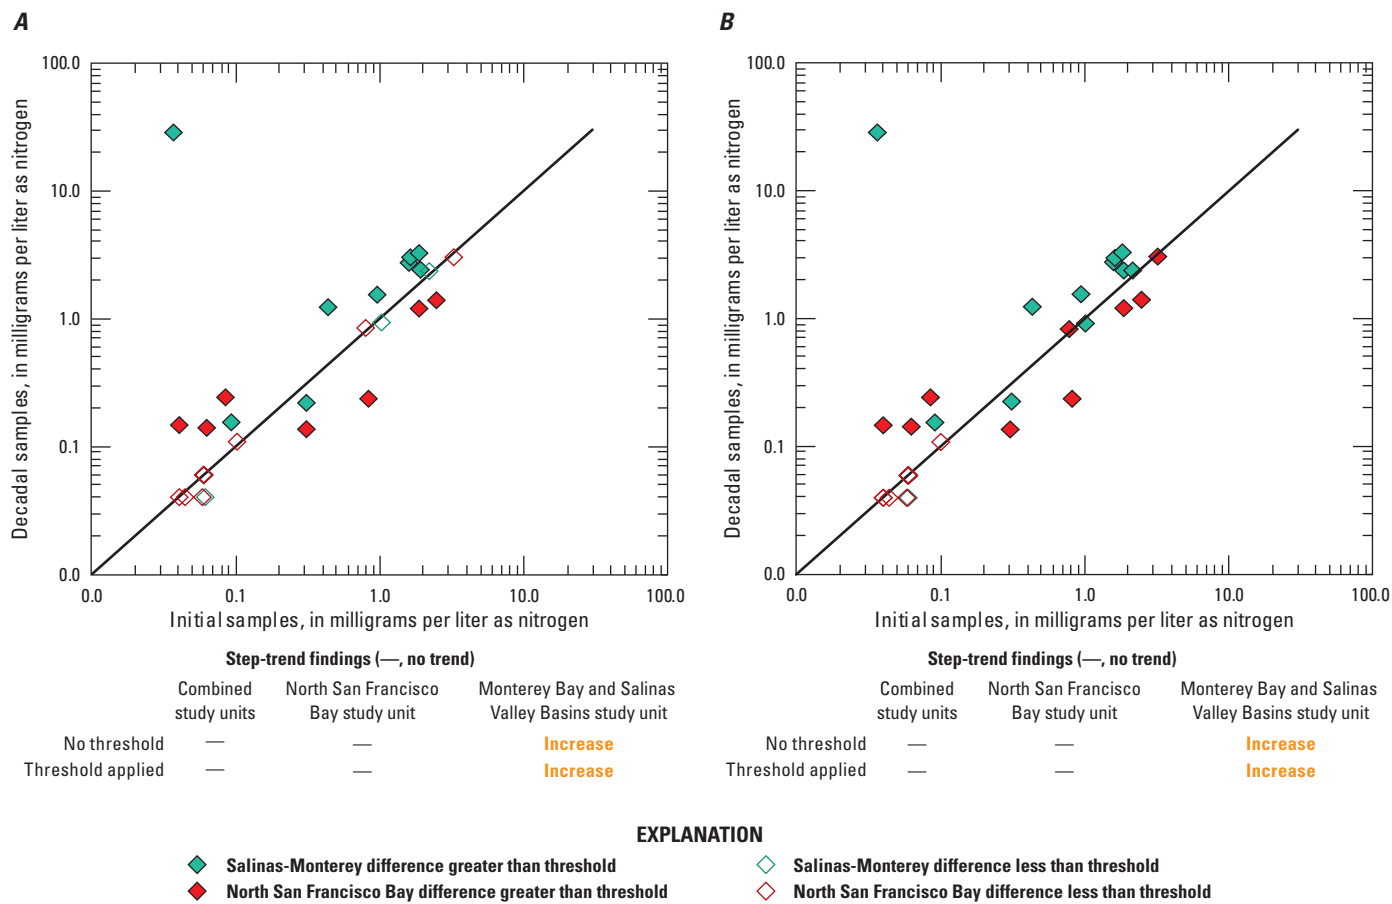 A
100.0
10.0
1.0
0.1
0.0
Decadal samples, in milligrams per liter as nitrogen
0.0 0.1 1.0 10.0 100.0
Initial samples, in milligrams per liter as nitrogen
Step-trend findings (—, no trend)
Combined study units
North San Francisco Bay study unit
Monterey Bay and Salinas Valley Basins study unit
No threshold — — Increase
Threshold applied — — Increase
B
100.0
10.0
1.0
0.1
0.0
Decadal samples, in milligrams per liter as nitrogen
0.0 0.1 1.0 10.0 100.0
Initial samples, in milligrams per liter as nitrogen
Step-trend findings (—, no trend)
Combined study units
North San Francisco Bay study unit
Monterey Bay and Salinas Valley Basins study unit
No threshold — — Increase
Threshold applied — — Increase
EXPLANATION
Salinas-Monterey difference greater than threshold
North San Francisco Bay difference greater than threshold
Salinas-Monterey difference less than threshold
North San Francisco Bay difference less than threshold